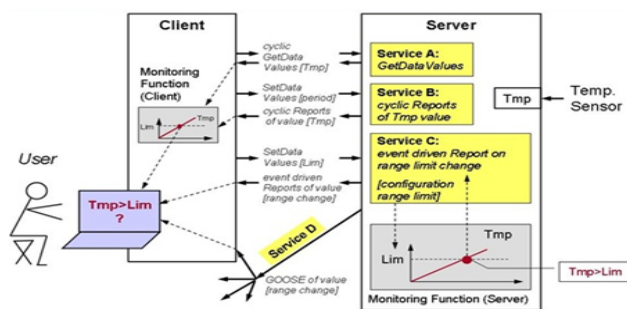 Client
Server
cyclic
GetData
Values [Tmp]
Service A:
GetDataValues
Monitoring
Function
(Client)
Lim
Tmp
SetData
Values [period]
cyclic Reports
of value [Tmp]
Service B:
cyclic Reports
of Tmp value
Tmp
Temp.
Sensor
User
Tmp>Lim
?
SetData
Values [Lim]
event driven
Reports of value
[range change]
Service C:
event driven Report on
range limit change
[configuration
range limit]
Service D
GOOSE of value
[range change]
Lim
Tmp
Tmp>Lim
Monitoring Function (Server)